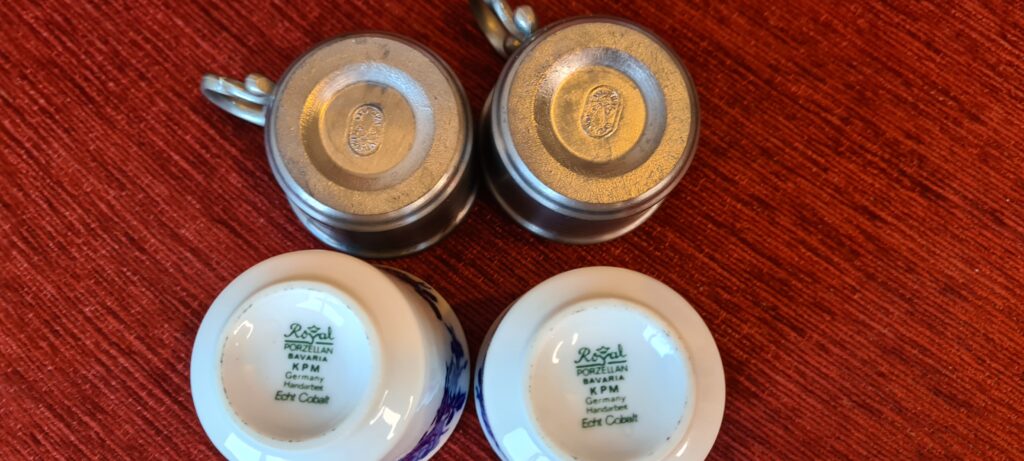 Royal
PORZELLAN
BAVARIA
KPM
Germany
Handarbeit
Echt Cobalt
Royal
PORZELLAN
BAVARIA
KPM
Germany
Handarbeit
Echt Cobalt